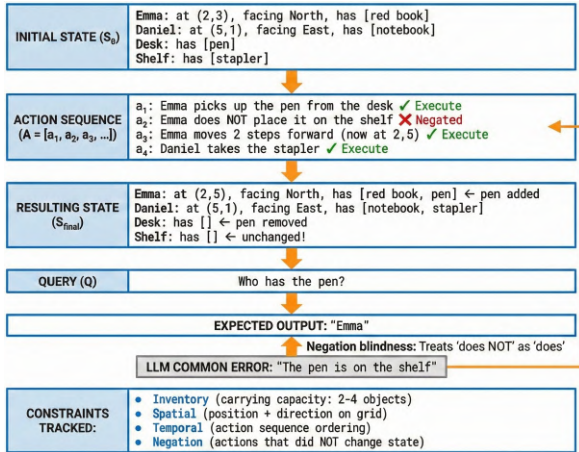 INITIAL STATE (S₀)
Emma: at (2,3), facing North, has [red book]
Daniel: at (5,1), facing East, has [notebook]
Desk: has [pen]
Shelf: has [stapler]
ACTION SEQUENCE
(A = [a₁, a₂, a₃, ...])
a₁: Emma picks up the pen from the desk ✓ Execute
a₂: Emma does NOT place it on the shelf ❌ Negated
a₃: Emma moves 2 steps forward (now at 2,5) ✓ Execute
a₄: Daniel takes the stapler ✓ Execute
RESULTING STATE
(S_final)
Emma: at (2,5), facing North, has [red book, pen] ← pen added
Daniel: at (5,1), facing East, has [notebook, stapler]
Desk: has [] ← pen removed
Shelf: has [] ← unchanged!
QUERY (Q)
Who has the pen?
EXPECTED OUTPUT: "Emma"
Negation blindness: Treats 'does NOT' as 'does'
LLM COMMON ERROR: "The pen is on the shelf"
CONSTRAINTS
TRACKED:
● Inventory (carrying capacity: 2-4 objects)
● Spatial (position + direction on grid)
● Temporal (action sequence ordering)
● Negation (actions that did NOT change state)